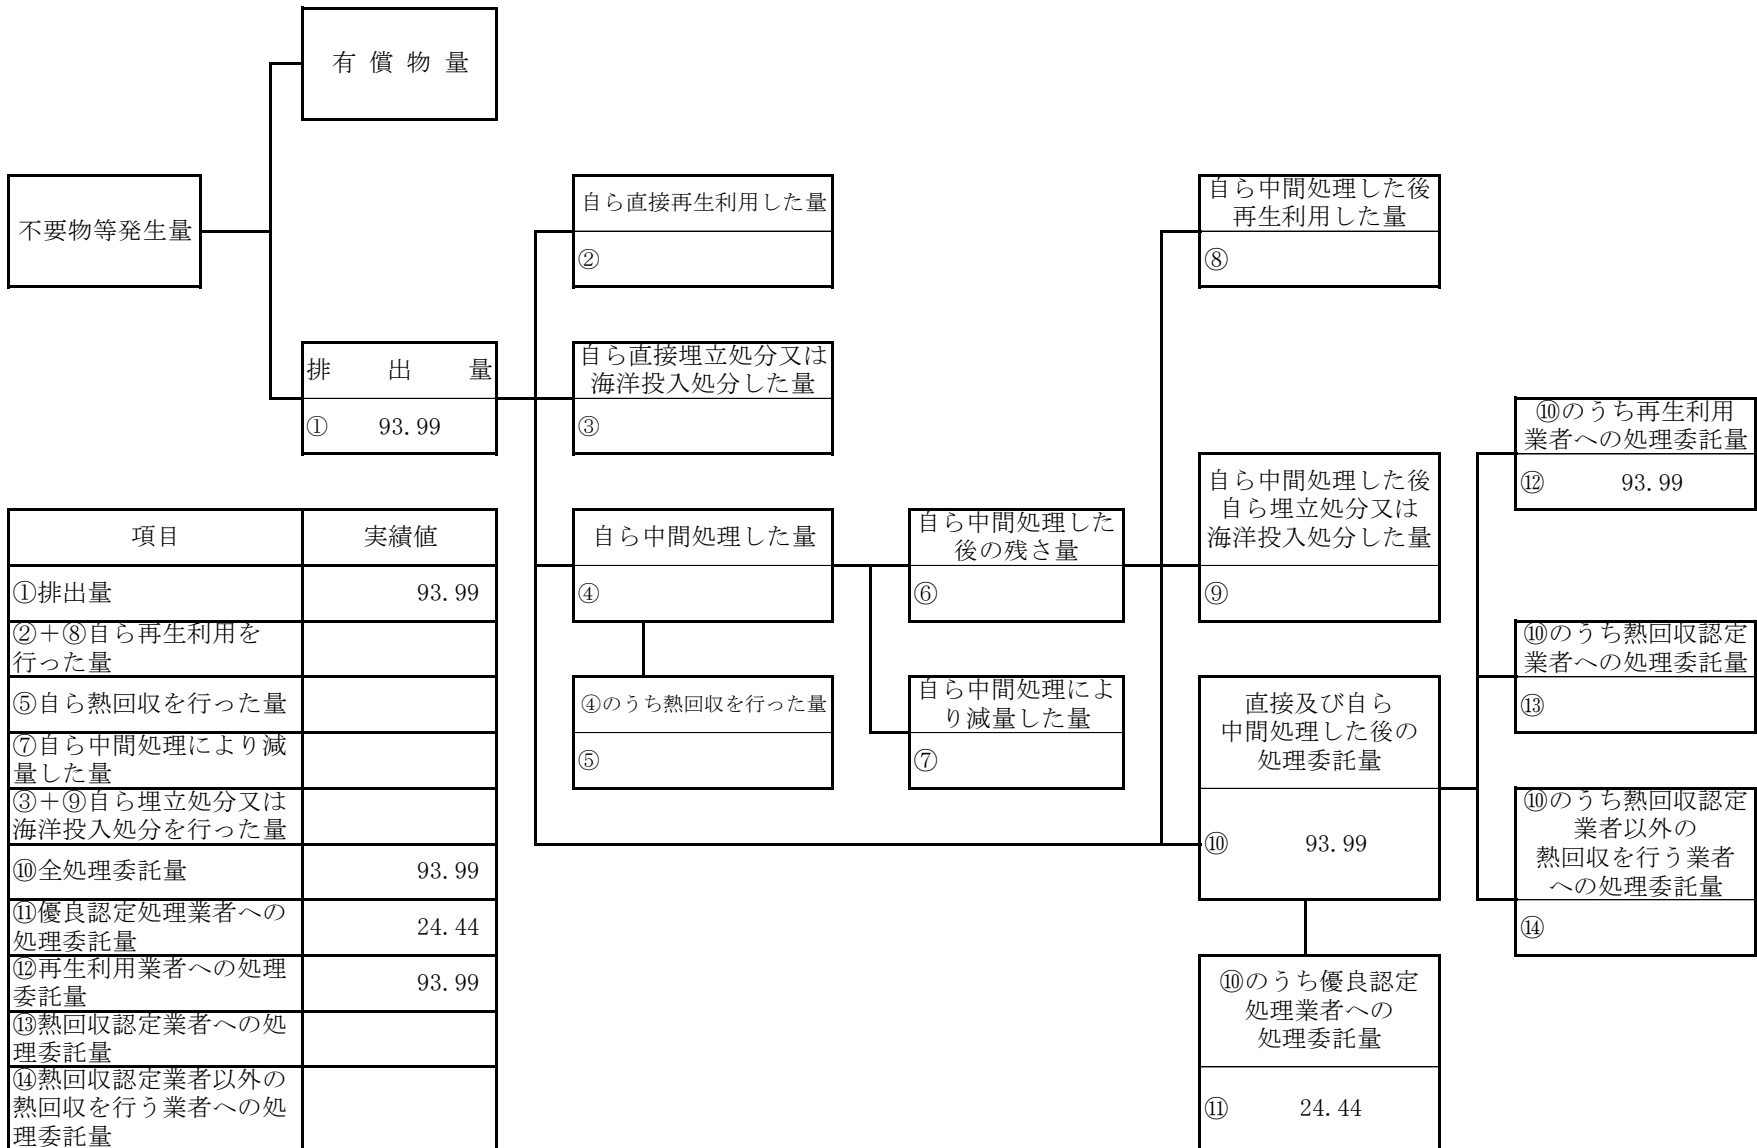 有償物量
不要物等発生量
排出量
① 93.99
自ら直接再生利用した量
②
自ら直接埋立処分又は
海洋投入処分した量
③
自ら中間処理した量
④
④のうち熱回収を行った量
⑤
自ら中間処理した
後の残さ量
⑥
自ら中間処理によ
り減量した量
⑦
自ら中間処理した後
再生利用した量
⑧
自ら中間処理した後
自ら埋立処分又は
海洋投入処分した量
⑨
直接及び自ら
中間処理した後の
処理委託量
⑩ 93.99
⑩のうち優良認定
処理業者への
処理委託量
⑪ 24.44
⑩のうち再生利用
業者への処理委託量
⑫ 93.99
⑩のうち熱回収認定
業者への処理委託量
⑬
⑩のうち熱回収認定
業者以外の
熱回収を行う業者
への処理委託量
⑭
項目 実績値
①排出量 93.99
②+⑧自ら再生利用を
行った量
⑤自ら熱回収を行った量
⑦自ら中間処理により減
量した量
③+⑨自ら埋立処分又は
海洋投入処分を行った量
⑩全処理委託量 93.99
⑪優良認定処理業者への
処理委託量 24.44
⑫再生利用業者への処理
委託量 93.99
⑬熱回収認定業者への処
理委託量
⑭熱回収認定業者以外の
熱回収を行う業者への処
理委託量